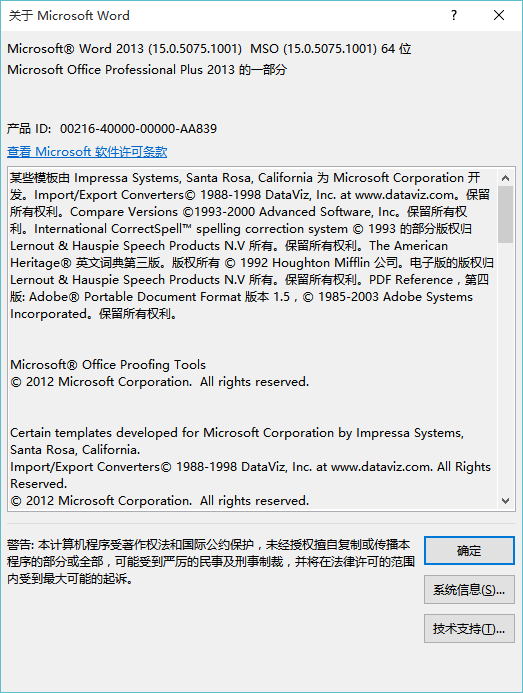 关于 Microsoft Word
Microsoft® Word 2013 (15.0.5075.1001)  MSO (15.0.5075.1001) 64 位
Microsoft Office Professional Plus 2013 的一部分
产品 ID:  00216-40000-00000-AA839
查看 Microsoft 软件许可条款
某些模板由 Impressa Systems, Santa Rosa, California 为 Microsoft Corporation 开
发。Import/Export Converters© 1988-1998 DataViz, Inc. at www.dataviz.com。保留
所有权利。Compare Versions ©1993-2000 Advanced Software, Inc。保留所有权
利。International CorrectSpell™ spelling correction system © 1993 的部分版权归
Lernout & Hauspie Speech Products N.V 所有。保留所有权利。The American
Heritage® 英文词典第三版。版权所有 © 1992 Houghton Mifflin 公司。电子版的版权归
Lernout & Hauspie Speech Products N.V 所有。保留所有权利。PDF Reference，第四
版: Adobe® Portable Document Format 版本 1.5，© 1985-2003 Adobe Systems
Incorporated。保留所有权利。
Microsoft® Office Proofing Tools
© 2012 Microsoft Corporation.  All rights reserved.
Certain templates developed for Microsoft Corporation by Impressa Systems,
Santa Rosa, California.
Import/Export Converters© 1988-1998 DataViz, Inc. at www.dataviz.com. All Rights
Reserved.
© 2012 Microsoft Corporation.  All rights reserved.
警告: 本计算机程序受著作权法和国际公约保护，未经授权擅自复制或传播本
程序的部分或全部，可能受到严厉的民事及刑事制裁，并将在法律许可的范围
内受到最大可能的起诉。
确定
系统信息(S)...
技术支持(T)...